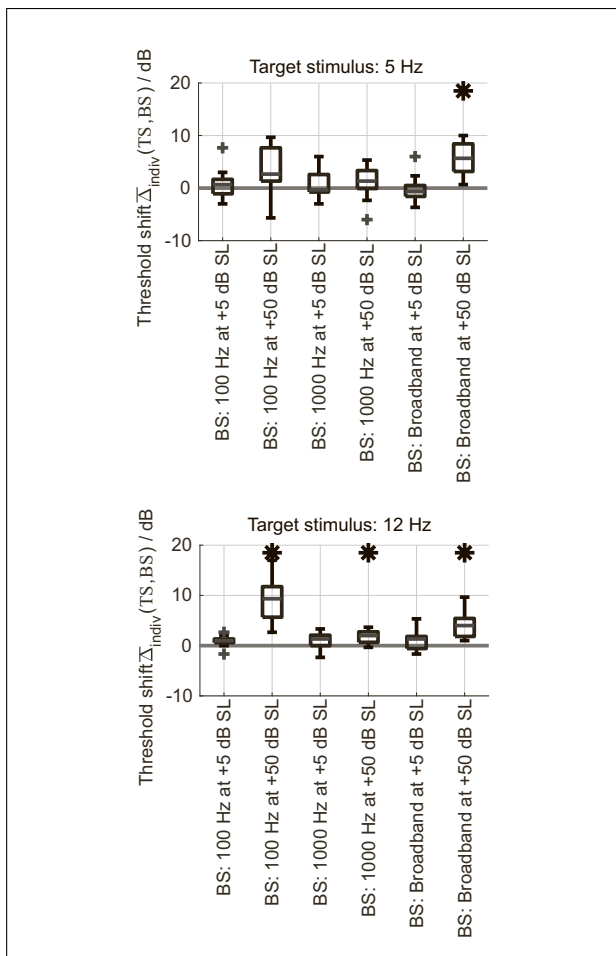 Target stimulus: 5 Hz
Threshold shift Δ̅indiv(TS,BS) / dB
20
10
0
-10
BS: 100 Hz at +5 dB SL
BS: 100 Hz at +50 dB SL
BS: 1000 Hz at +5 dB SL
BS: 1000 Hz at +50 dB SL
BS: Broadband at +5 dB SL
BS: Broadband at +50 dB SL
Target stimulus: 12 Hz
Threshold shift Δ̅indiv(TS,BS) / dB
20
10
0
-10
BS: 100 Hz at +5 dB SL
BS: 100 Hz at +50 dB SL
BS: 1000 Hz at +5 dB SL
BS: 1000 Hz at +50 dB SL
BS: Broadband at +5 dB SL
BS: Broadband at +50 dB SL